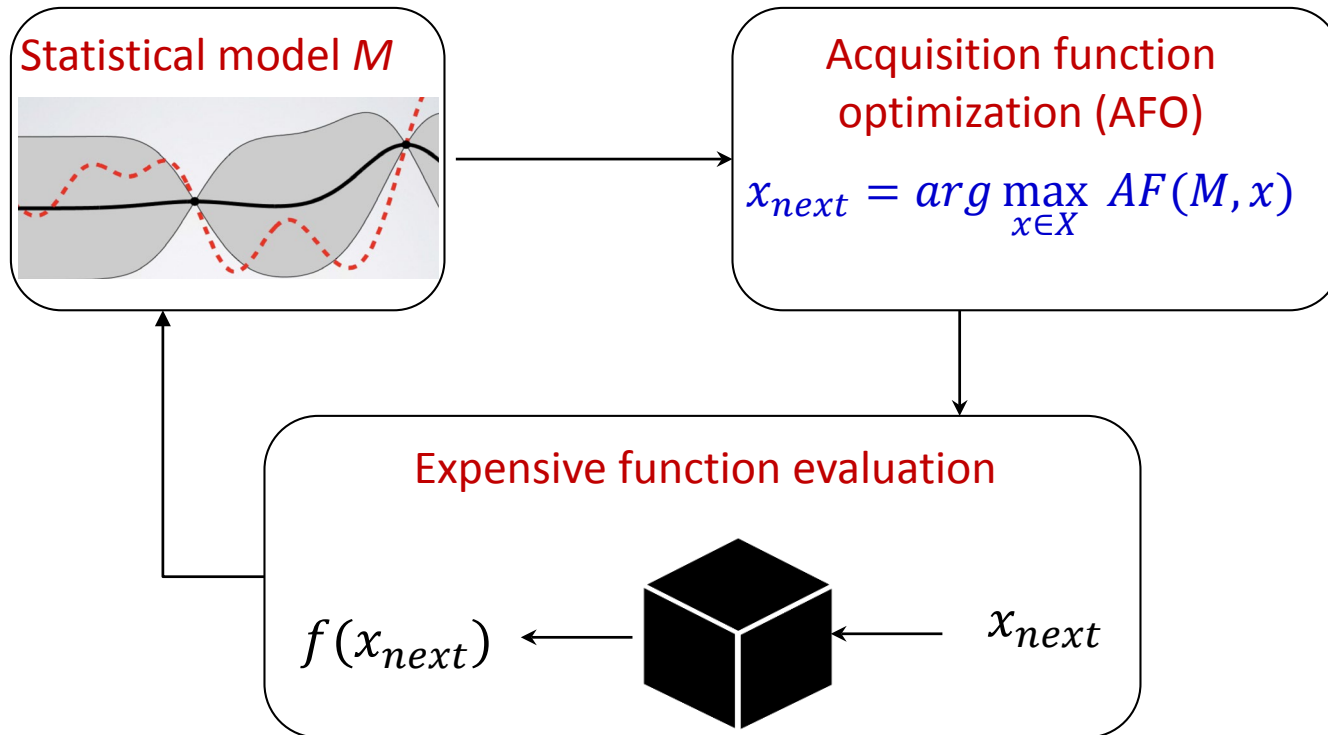 Statistical model M
Acquisition function
optimization (AFO)
x_next = arg max_{x∈X} AF(M, x)
Expensive function evaluation
f(x_next)
x_next